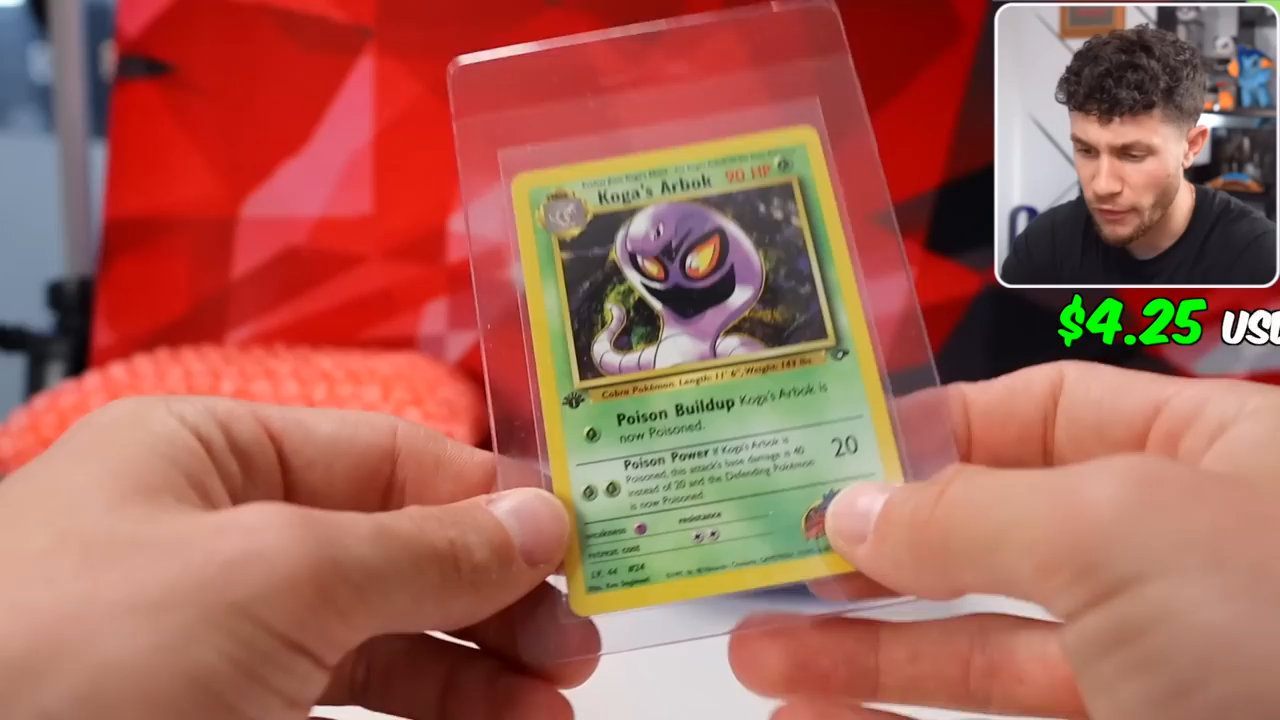 Koga's Arbok 90 HP
$4.25 USD
Cobra Pokémon. Length: 11' 6", Weight: 143 lbs.
Poison Buildup Koga's Arbok is
now Poisoned.
Poison Power If Koga's Arbok is
Poisoned, this attack's base damage is 40
instead of 20 and the Defending Pokémon
is now Poisoned.
20
weakness
resistance
retreat cost
LV. 44 #24